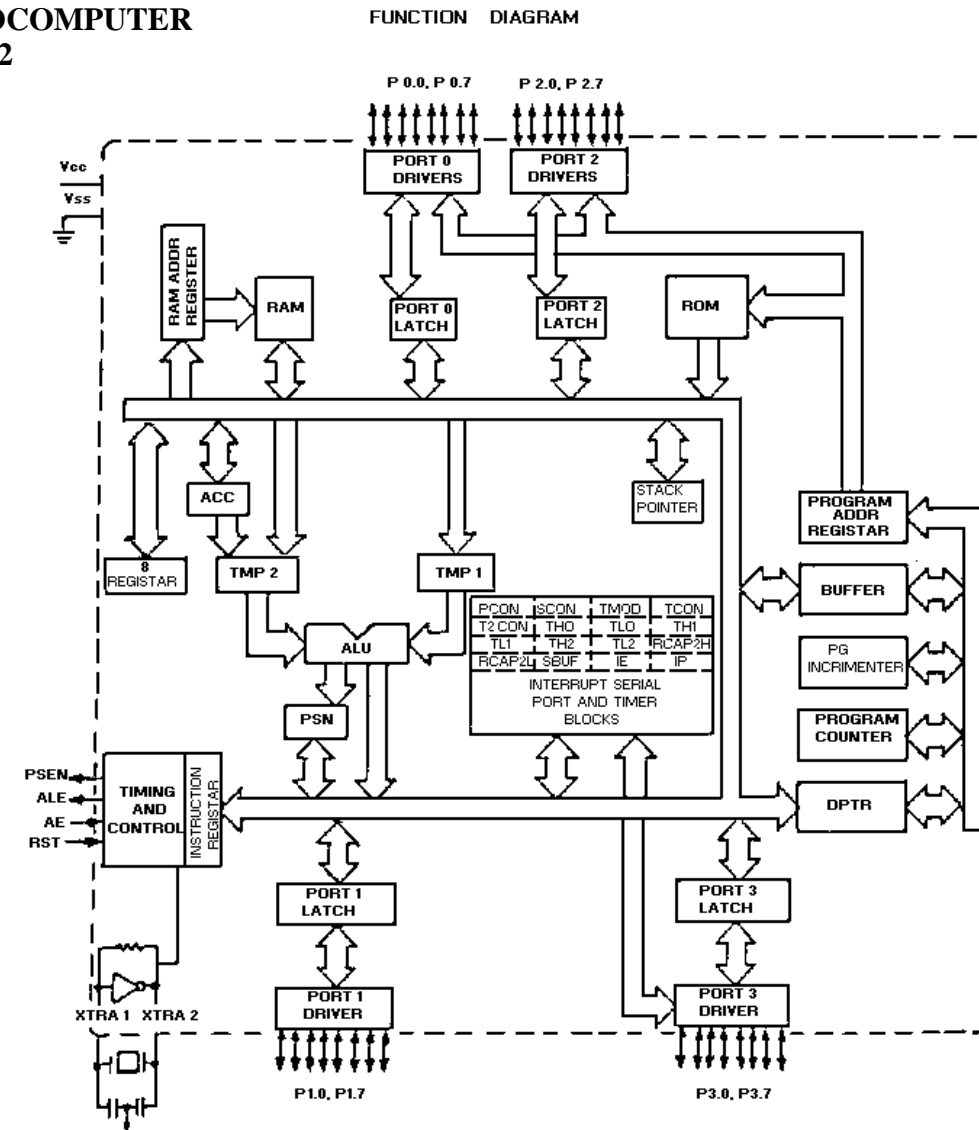 OCOMPUTER
2
FUNCTION DIAGRAM
P 0.0, P 0.7
P 2.0, P 2.7
PORT 0
DRIVERS
PORT 2
DRIVERS
Vcc
Vss
RAM ADDR
REGISTER
RAM
PORT 0
LATCH
PORT 2
LATCH
ROM
ACC
STACK
POINTER
PROGRAM
ADDR
REGISTAR
8
REGISTAR
TMP 2
TMP 1
BUFFER
PCON SCON TMOD TCON
T2 CON TH0 TL0 TH1
TL1 TH2 TL2 RCAP2H
RCAP2L SBUF IE IP
INTERRUPT SERIAL
PORT AND TIMER
BLOCKS
ALU
PG
INCRIMENTER
PSN
PROGRAM
COUNTER
PSEN
ALE
AE
RST
TIMING
AND
CONTROL
INSTRUCTION
REGISTAR
DPTR
PORT 1
LATCH
PORT 3
LATCH
PORT 1
DRIVER
PORT 3
DRIVER
XTRA 1 XTRA 2
P1.0, P1.7
P3.0, P3.7